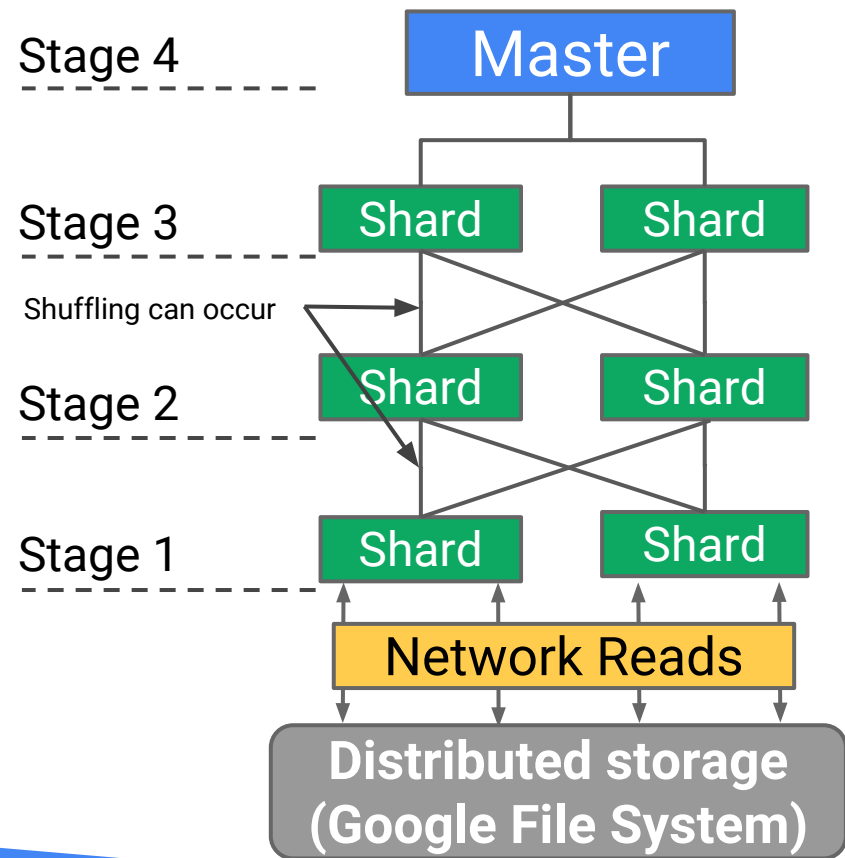 Stage 4
Master
Stage 3
Shard
Shard
Shuffling can occur
Stage 2
Shard
Shard
Stage 1
Shard
Shard
Network Reads
Distributed storage
(Google File System)